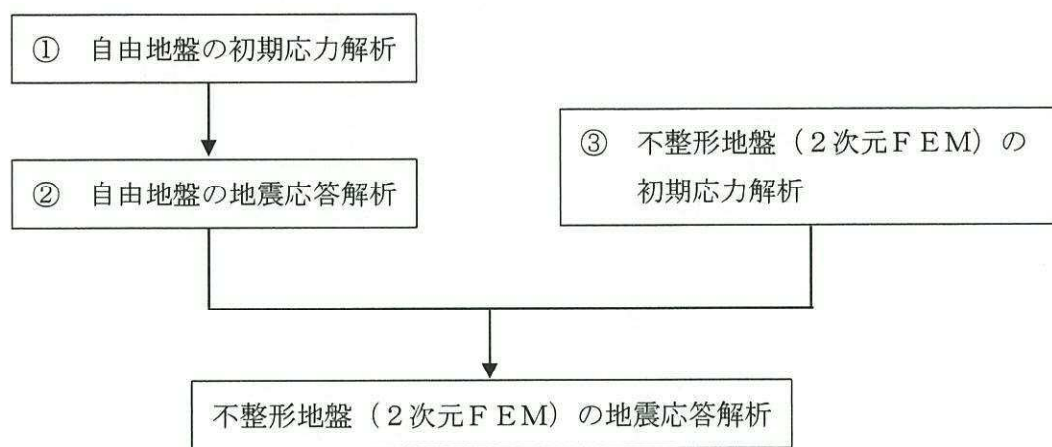 ① 自由地盤の初期応力解析
② 自由地盤の地震応答解析
③ 不整形地盤（２次元ＦＥＭ）の
初期応力解析
不整形地盤（２次元ＦＥＭ）の地震応答解析